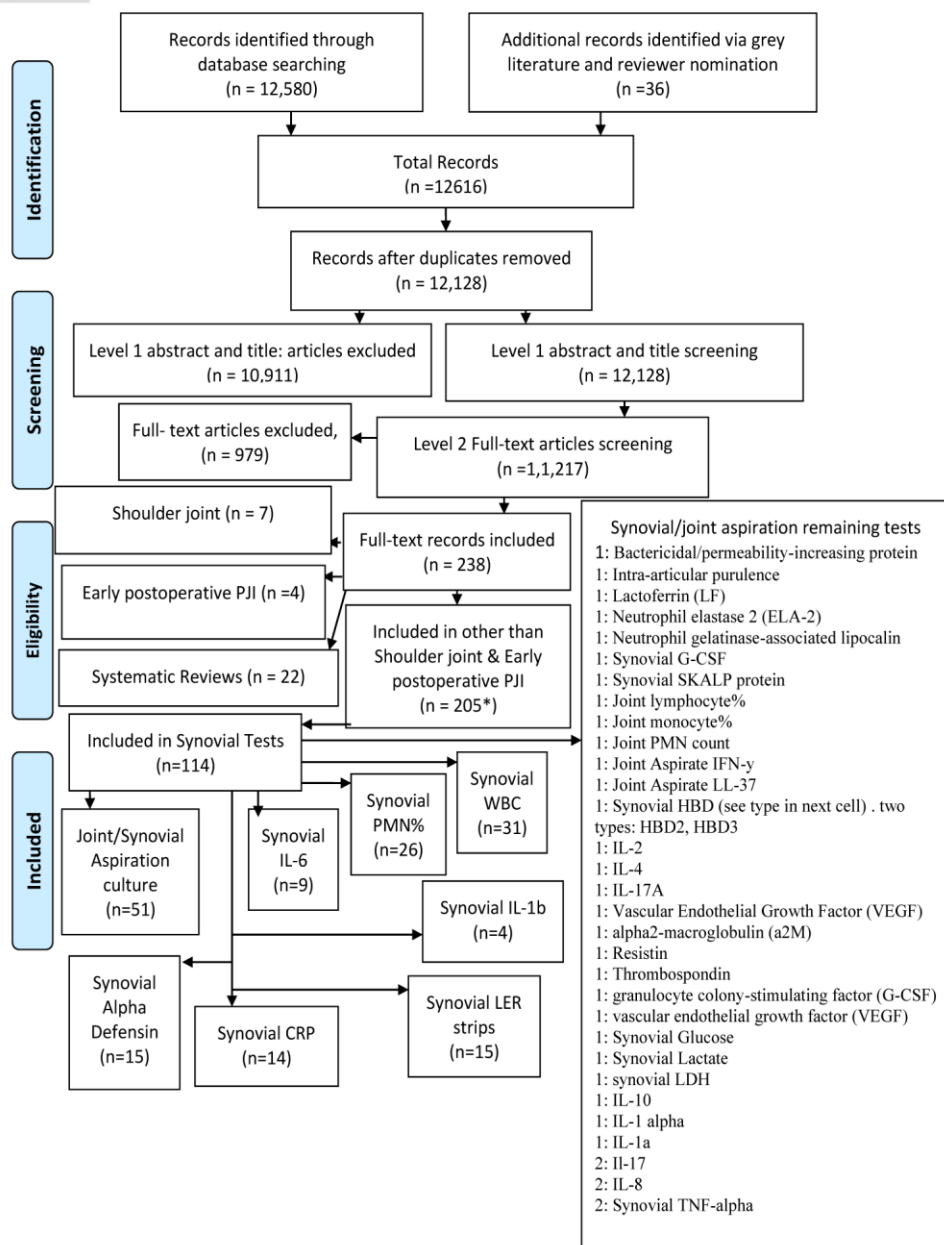 Records identified through
database searching
(n = 12,580)
Additional records identified via grey
literature and reviewer nomination
(n =36)
Identification
Total Records
(n =12616)
Records after duplicates removed
(n = 12,128)
Screening
Level 1 abstract and title: articles excluded
(n = 10,911)
Level 1 abstract and title screening
(n = 12,128)
Full- text articles excluded,
(n = 979)
Level 2 Full-text articles screening
(n =1,1,217)
Eligibility
Shoulder joint (n = 7)
Full-text records included
(n = 238)
Early postoperative PJI (n =4)
Systematic Reviews (n = 22)
Included in other than
Shoulder joint & Early
postoperative PJI
(n = 205*)
Included
Included in Synovial Tests
(n=114)
Joint/Synovial
Aspiration
culture
(n=51)
Synovial
IL-6
(n=9)
Synovial
PMN%
(n=26)
Synovial
WBC
(n=31)
Synovial IL-1b
(n=4)
Synovial
Alpha
Defensin
(n=15)
Synovial CRP
(n=14)
Synovial LER
strips
(n=15)
Synovial/joint aspiration remaining tests
1: Bactericidal/permeability-increasing protein
1: Intra-articular purulence
1: Lactoferrin (LF)
1: Neutrophil elastase 2 (ELA-2)
1: Neutrophil gelatinase-associated lipocalin
1: Synovial G-CSF
1: Synovial SKALP protein
1: Joint lymphocyte%
1: Joint monocyte%
1: Joint PMN count
1: Joint Aspirate IFN-y
1: Joint Aspirate LL-37
1: Synovial HBD (see type in next cell) . two
types: HBD2, HBD3
1: IL-2
1: IL-4
1: IL-17A
1: Vascular Endothelial Growth Factor (VEGF)
1: alpha2-macroglobulin (a2M)
1: Resistin
1: Thrombospondin
1: granulocyte colony-stimulating factor (G-CSF)
1: vascular endothelial growth factor (VEGF)
1: Synovial Glucose
1: Synovial Lactate
1: synovial LDH
1: IL-10
1: IL-1 alpha
1: IL-1a
2: Il-17
2: IL-8
2: Synovial TNF-alpha